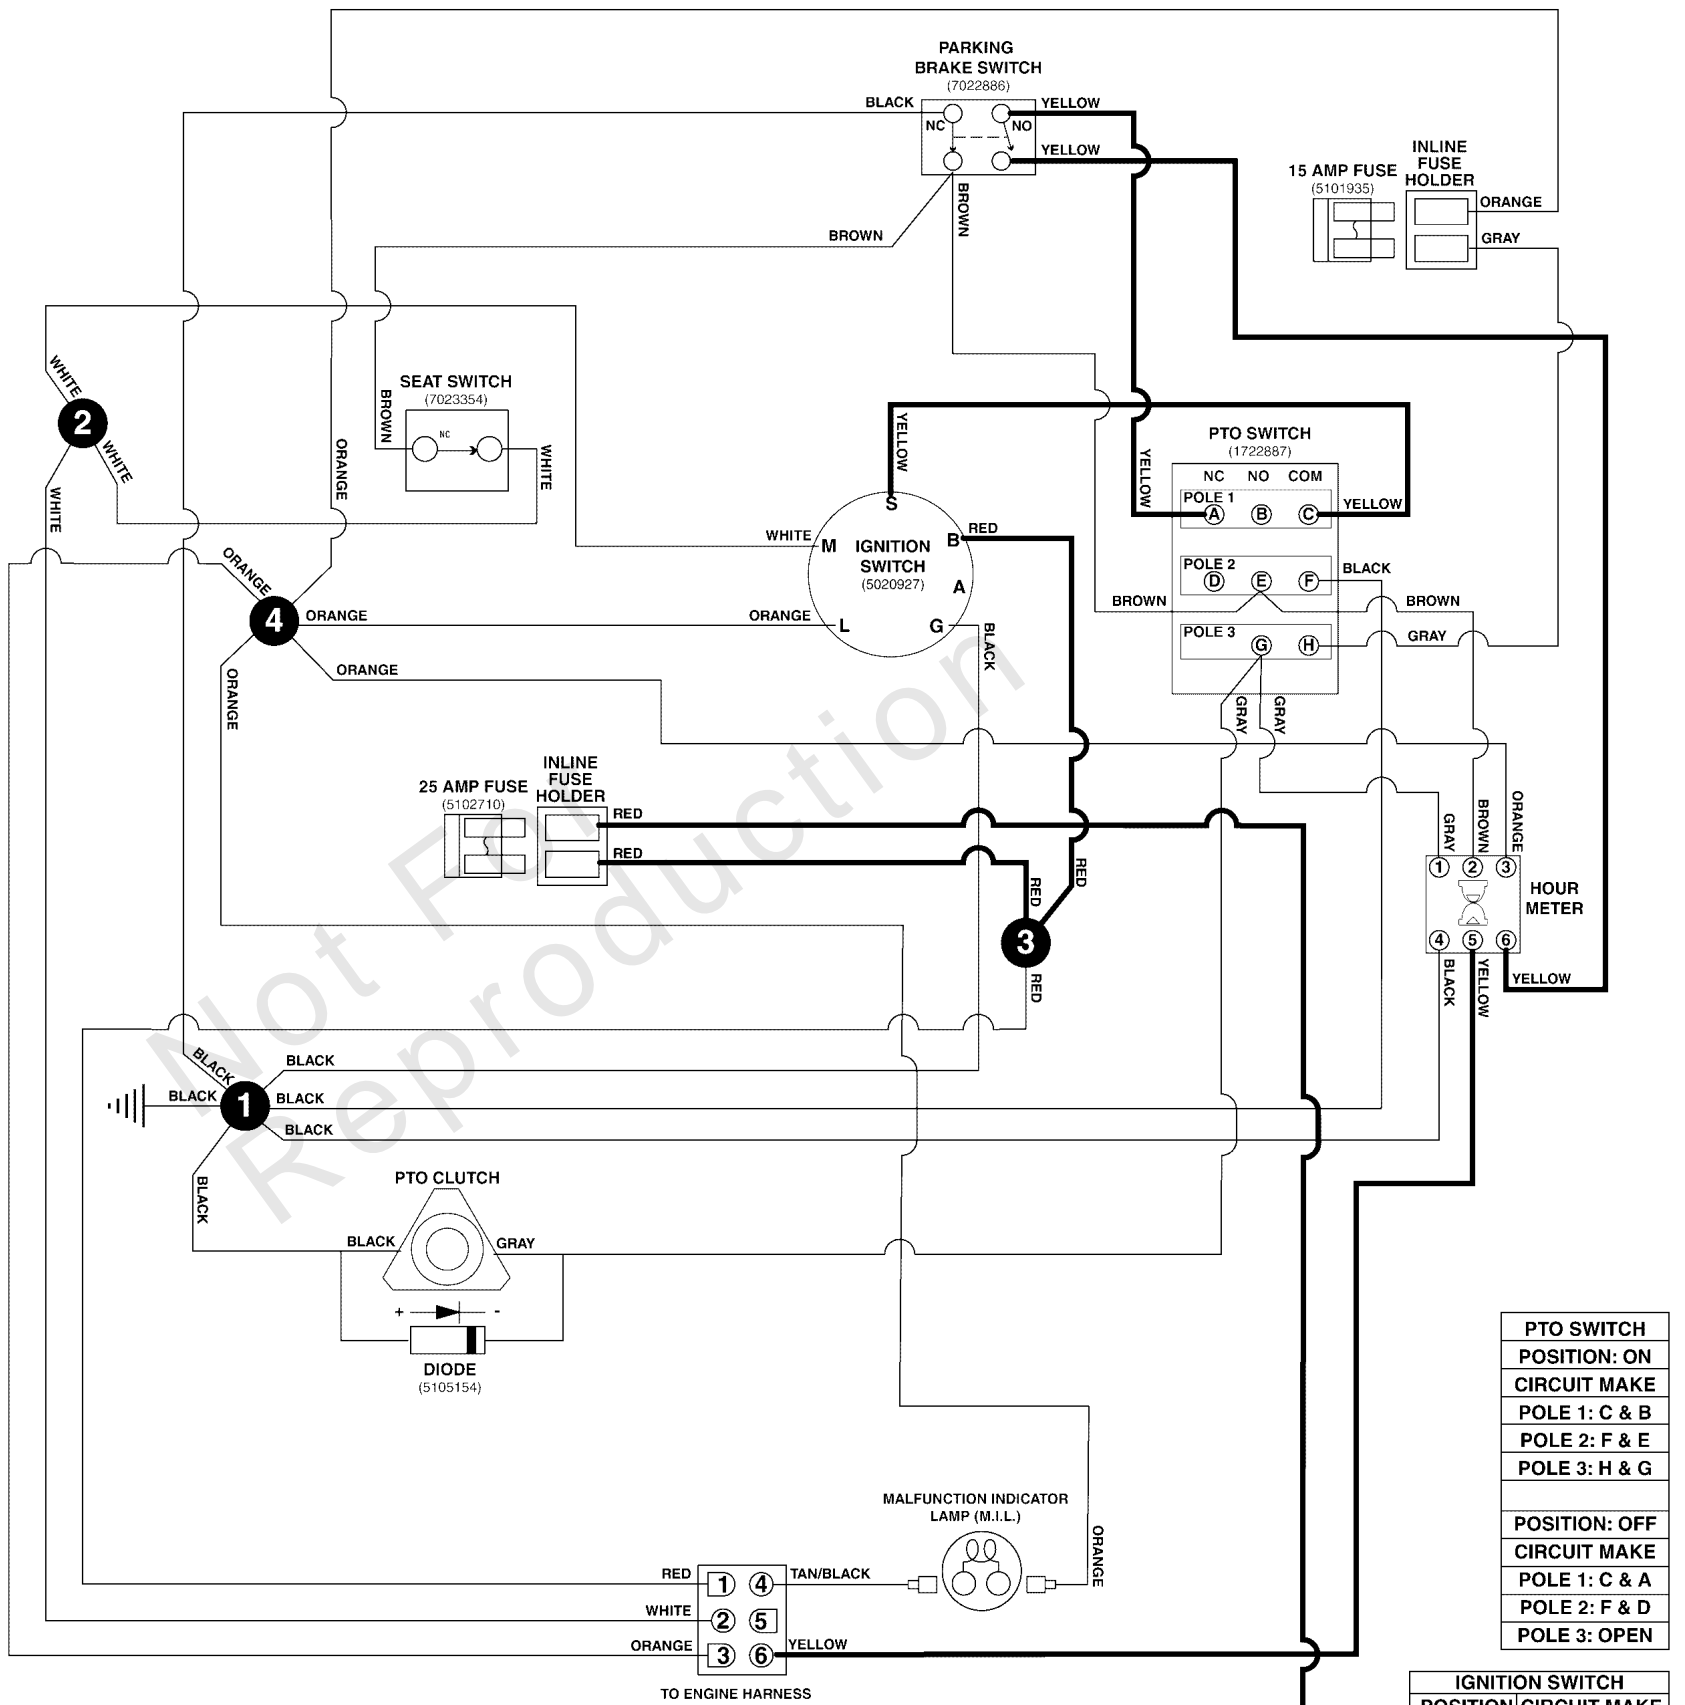 PARKING
BRAKE SWITCH
(7022886)
BLACK
YELLOW
NC
NO
YELLOW
BROWN
BROWN
15 AMP FUSE
(5101935)
INLINE
FUSE
HOLDER
ORANGE
GRAY
WHITE
2
WHITE
WHITE
ORANGE
SEAT SWITCH
(7023354)
NC
BROWN
WHITE
YELLOW
S
WHITE
M
IGNITION
SWITCH
(5020927)
B
RED
A
ORANGE
L
G
BLACK
YELLOW
PTO SWITCH
(1722887)
NC NO COM
POLE 1
A B C
YELLOW
POLE 2
D E F
BLACK
BROWN
BROWN
POLE 3
G H
GRAY
GRAY
GRAY
ORANGE
4
ORANGE
ORANGE
ORANGE
25 AMP FUSE
(5102710)
INLINE
FUSE
HOLDER
RED
RED
RED
RED
3
RED
GRAY
BROWN
ORANGE
1 2 3
HOUR
METER
4 5 6
BLACK
YELLOW
YELLOW
Not For
Reproduction
BLACK
BLACK
BLACK
1
BLACK
BLACK
BLACK
PTO CLUTCH
BLACK
GRAY
+ -
DIODE
(5105154)
MALFUNCTION INDICATOR
LAMP (M.I.L.)
ORANGE
RED
1 4
TAN/BLACK
WHITE
2 5
ORANGE
3 6
YELLOW
TO ENGINE HARNESS
PTO SWITCH
POSITION: ON
CIRCUIT MAKE
POLE 1: C & B
POLE 2: F & E
POLE 3: H & G
POSITION: OFF
CIRCUIT MAKE
POLE 1: C & A
POLE 2: F & D
POLE 3: OPEN
IGNITION SWITCH
POSITION CIRCUIT MAKE